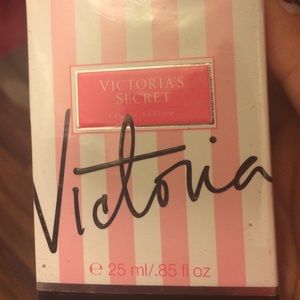 VICTORIA'S
SECRET
EAU DE PARFUM
Victoria
e 25 ml/.85 fl oz